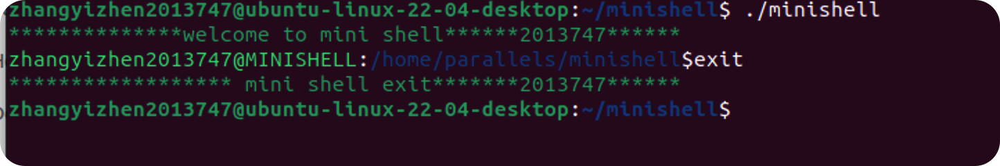 zhangyizhen2013747@ubuntu-linux-22-04-desktop:~/minishell$ ./minishell
**************welcome to mini shell******2013747******
zhangyizhen2013747@MINISHELL:/home/parallels/minishell$exit
****************** mini shell exit*******2013747******
zhangyizhen2013747@ubuntu-linux-22-04-desktop:~/minishell$